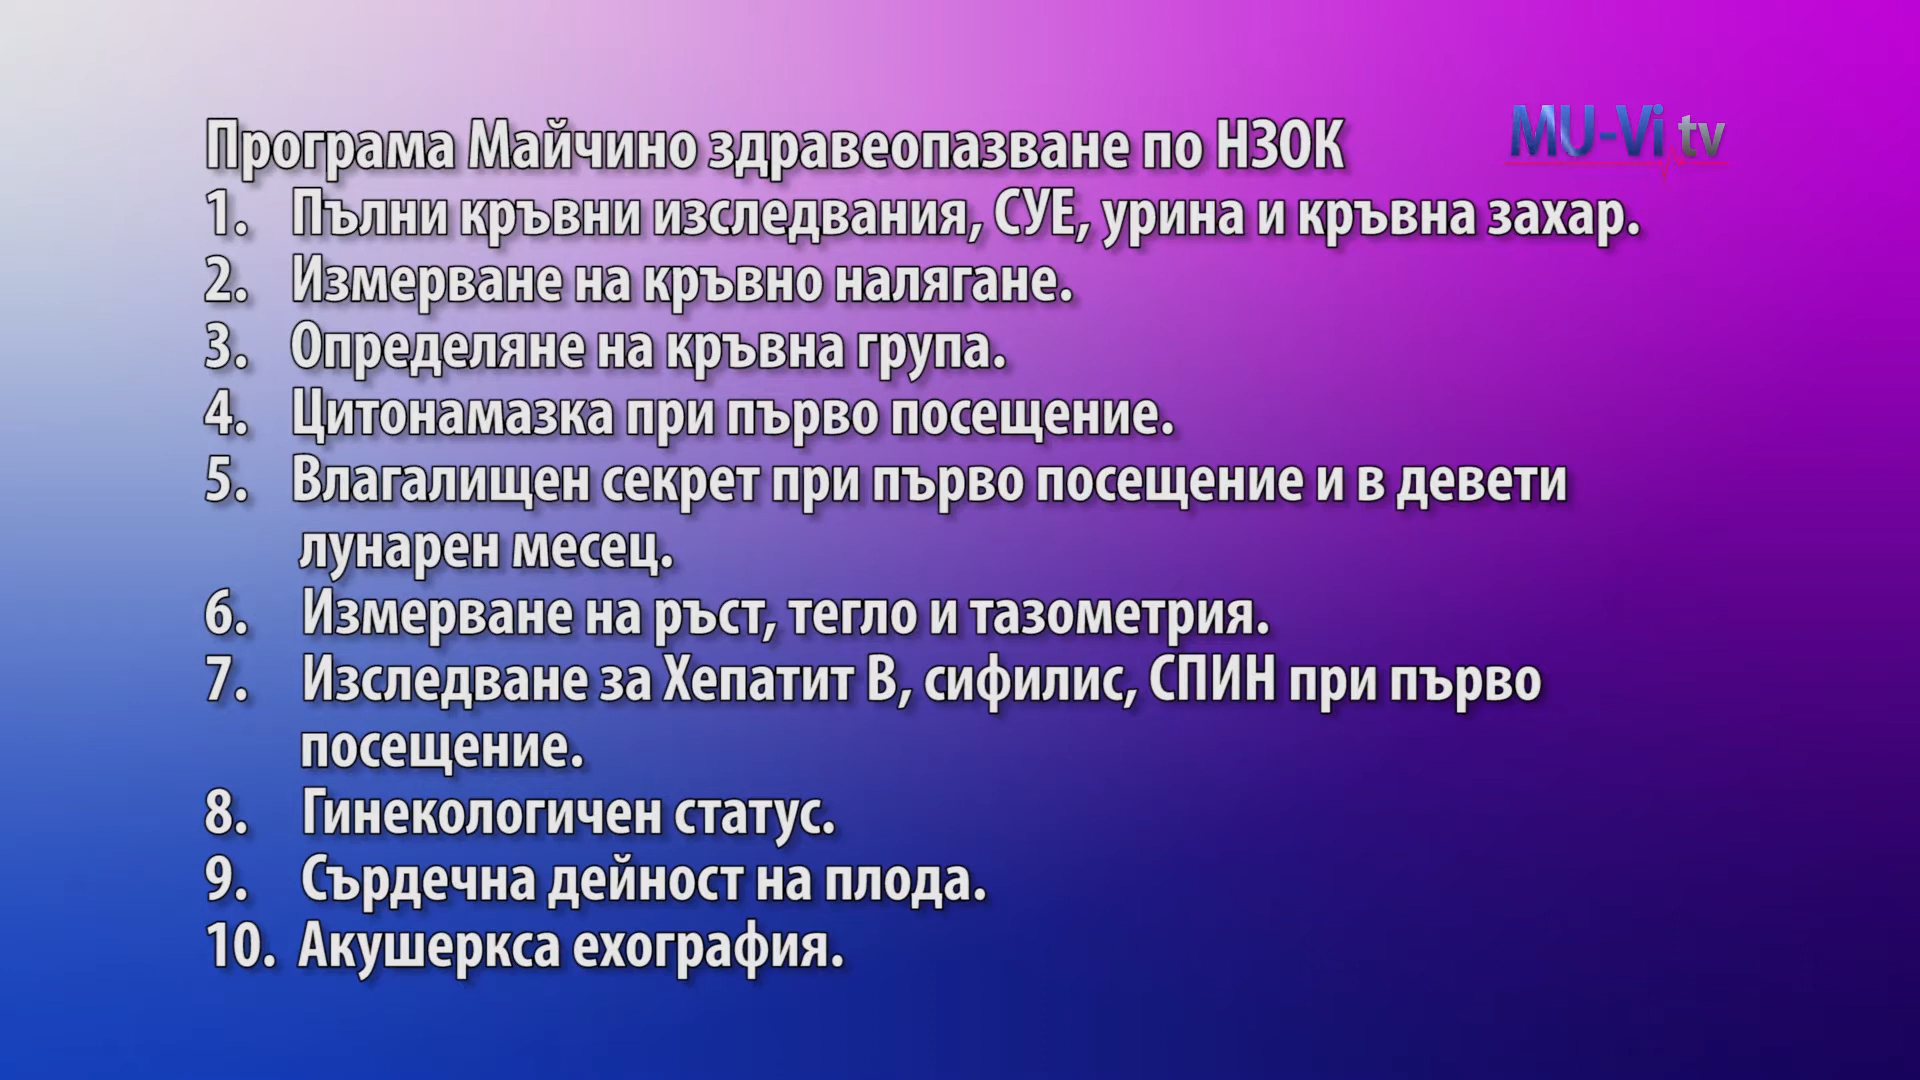 Програма Майчино здравеопазване по НЗОК
MU-Vi.tv
1. Пълни кръвни изследвания, СУЕ, урина и кръвна захар.
2. Измерване на кръвно налягане.
3. Определяне на кръвна група.
4. Цитонамазка при първо посещение.
5. Влагалищен секрет при първо посещение и в девети
лунарен месец.
6. Измерване на ръст, тегло и тазометрия.
7. Изследване за Хепатит В, сифилис, СПИН при първо
посещение.
8. Гинекологичен статус.
9. Сърдечна дейност на плода.
10. Акушеркса ехография.